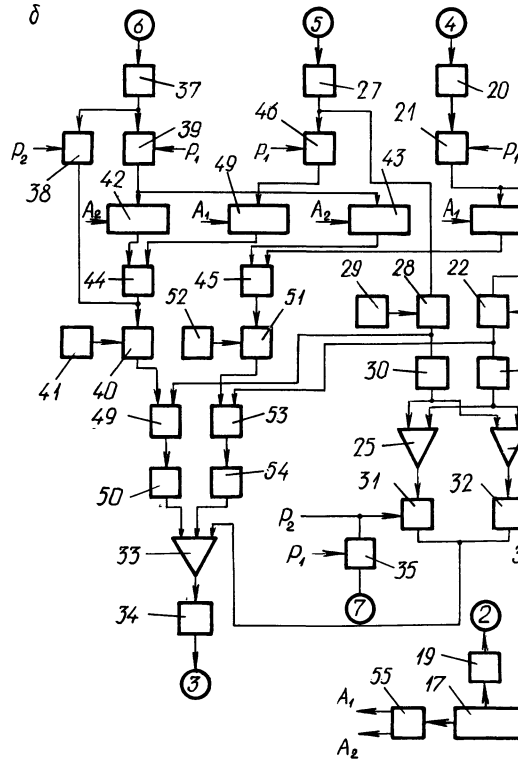 б
6 5 4
37 27 20
39 46 21
P₂ P₁ P₁ P₁
38
42 49 43
A₂ A₁ A₂ A₁
44 45
52 51 29 28 22
41 40 30
49 53
25
50 54
31 32
P₂
33 P₁ 35
34 7
3
2
19
55 17
A₁
A₂